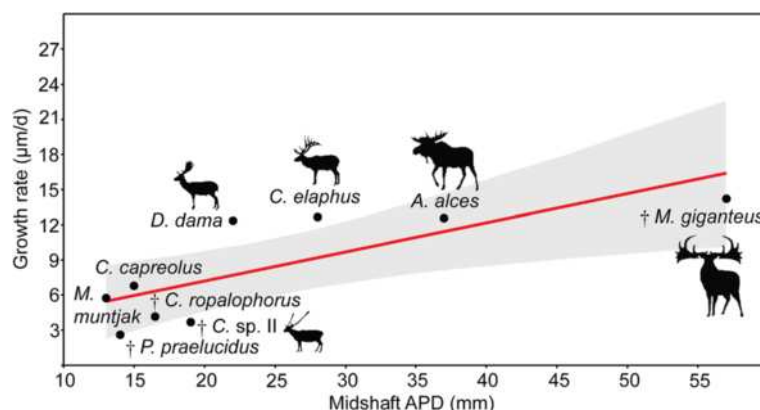 Growth rate (µm/d)
27
24
21
18
15
12
9
6
3
D. dama
C. elaphus
A. alces
† M. giganteus
C. capreolus
M.
muntjak
† C. ropalophorus
† C. sp. II
† P. praelucidus
10 15 20 25 30 35 40 45 50 55
Midshaft APD (mm)